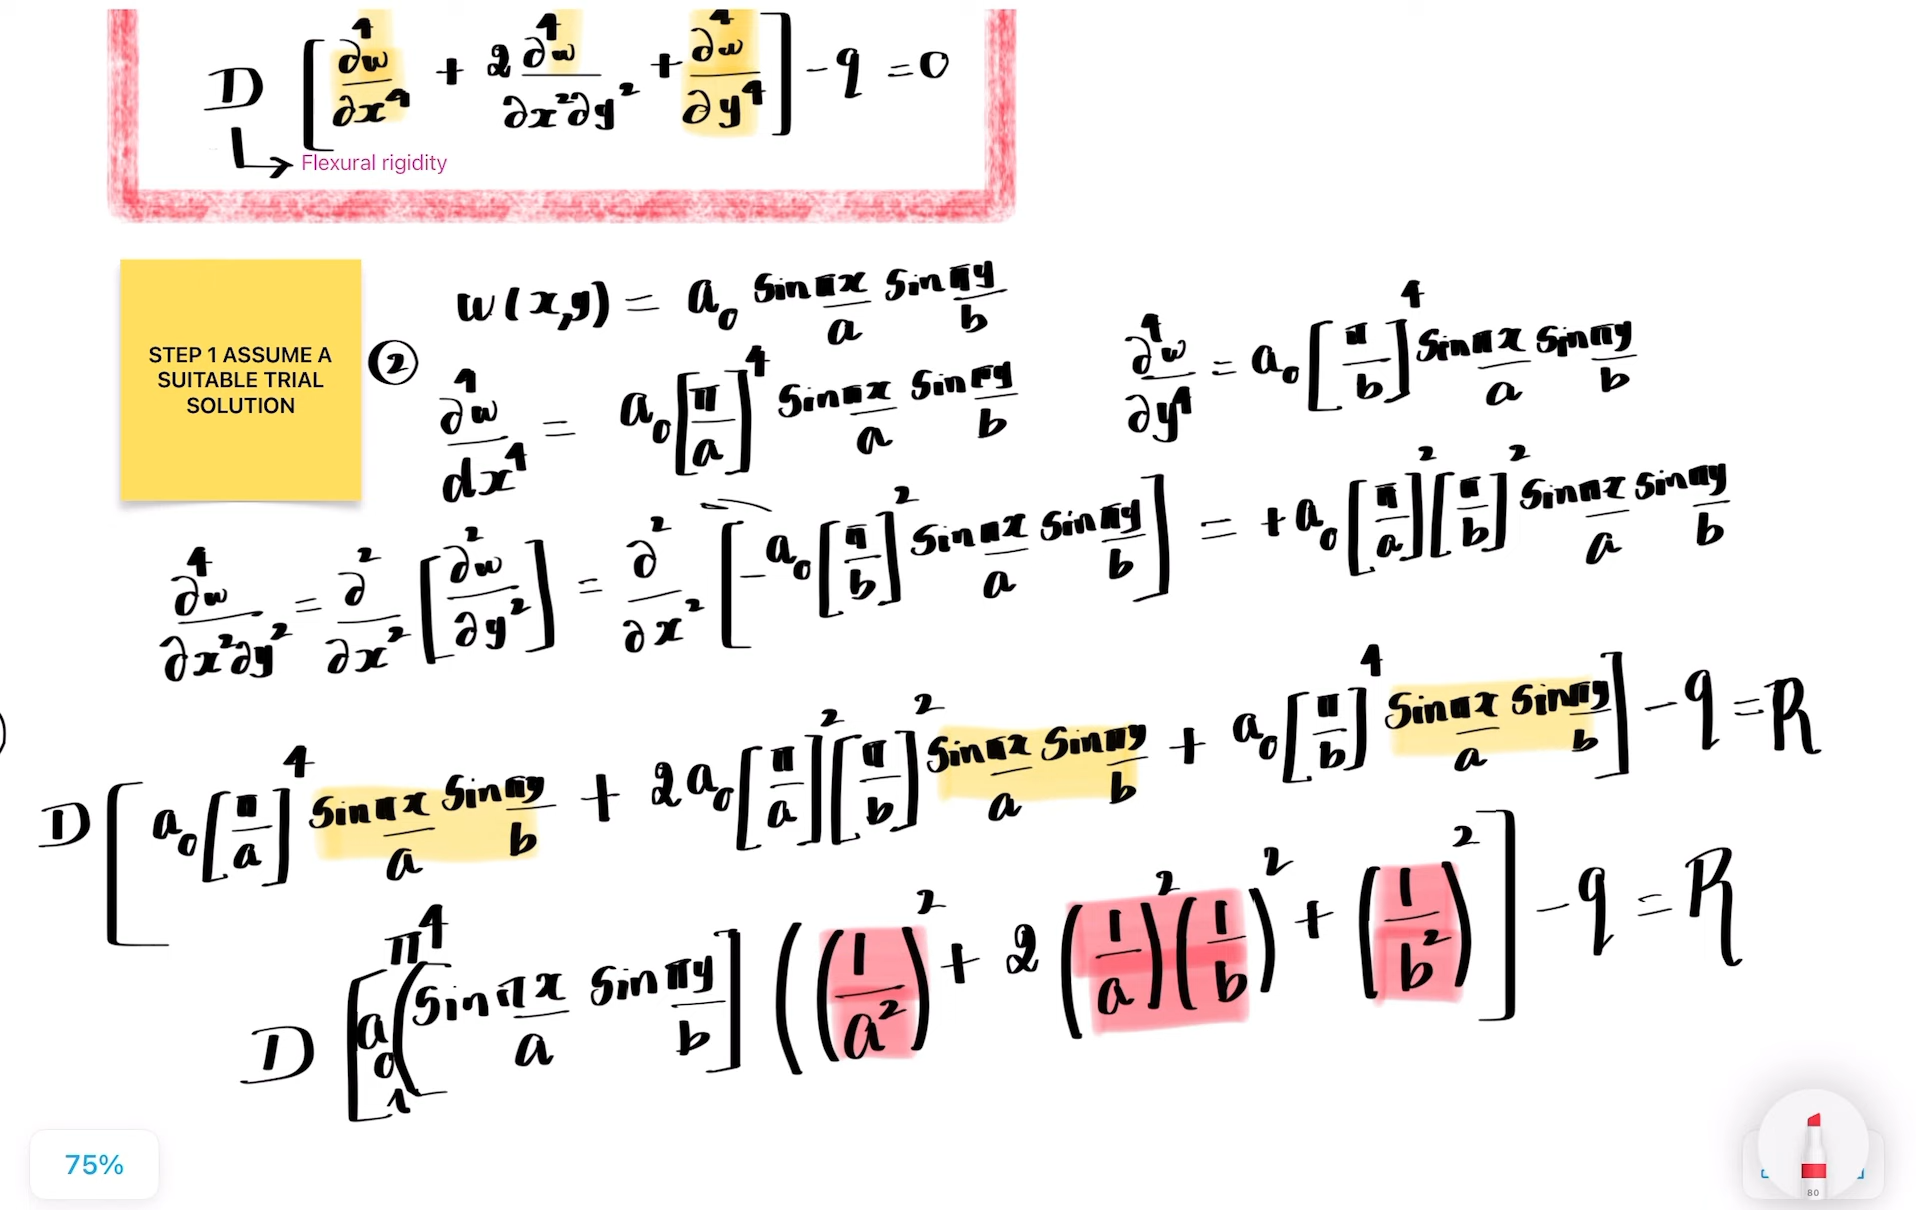 D [∂⁴w/∂x⁴ + 2 ∂⁴w/∂x²∂y² + ∂⁴w/∂y⁴] - q = 0
Flexural rigidity
STEP 1 ASSUME A
SUITABLE TRIAL
SOLUTION
② w(x,y) = a₀ Sin πx/a Sin πy/b
∂⁴w/dx⁴ = a₀ [π/a]⁴ Sin πx/a Sin πy/b
∂⁴w/∂y⁴ = a₀ [π/b]⁴ Sin πx/a Sin πy/b
∂⁴w/∂x²∂y² = ∂²/∂x² [∂²w/∂y²] = ∂²/∂x² [-a₀ [π/b]² Sin πx/a Sin πy/b] = +a₀ [π/a]² [π/b]² Sin πx/a Sin πy/b
D [a₀ [π/a]⁴ Sin πx/a Sin πy/b + 2a₀ [π/a]² [π/b]² Sin πx/a Sin πy/b + a₀ [π/b]⁴ Sin πx/a Sin πy/b] - q = R
D [a₀ π⁴ (Sin πx/a Sin πy/b] ((1/a²)² + 2 (1/a)² (1/b)² + (1/b²)²] - q = R
75%
80